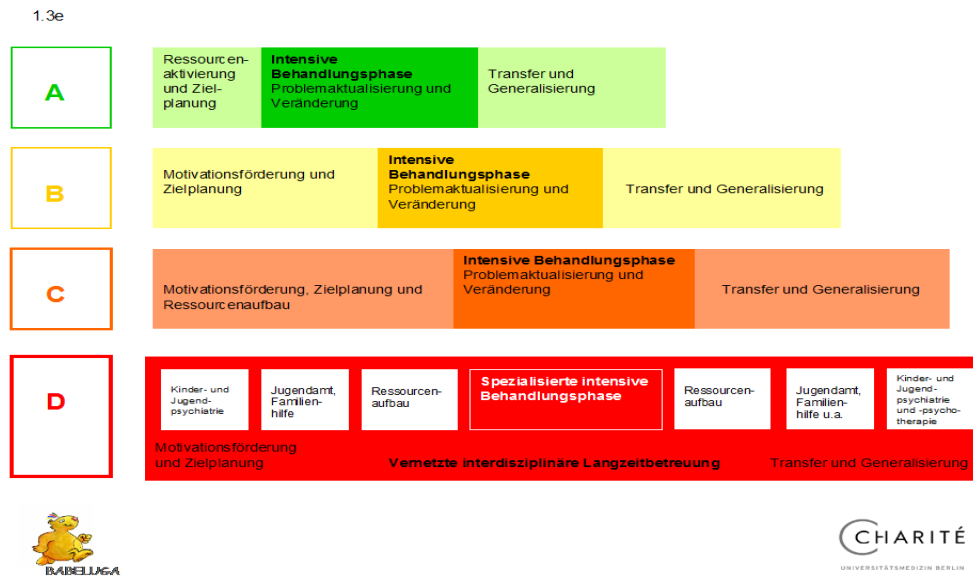 1.3e
A
Ressourcen-
aktivierung
und Ziel-
planung
Intensive
Behandlungsphase
Problemaktualisierung und
Veränderung
Transfer und
Generalisierung
B
Motivationsförderung und
Zielplanung
Intensive
Behandlungsphase
Problemaktualisierung und
Veränderung
Transfer und Generalisierung
C
Motivationsförderung, Zielplanung und
Ressourcenaufbau
Intensive Behandlungsphase
Problemaktualisierung und
Veränderung
Transfer und Generalisierung
D
Kinder- und
Jugend-
psychiatrie
Jugendamt,
Familien-
hilfe
Ressourcen-
aufbau
Spezialisierte intensive
Behandlungsphase
Ressourcen-
aufbau
Jugendamt,
Familien-
hilfe u.a.
Kinder- und
Jugend-
psychiatrie
und -psycho-
therapie
Motivationsförderung
und Zielplanung
Vernetzte interdisziplinäre Langzeitbetreuung
Transfer und Generalisierung
BABELUGA
CHARITÉ
UNIVERSITÄTSMEDIZIN BERLIN